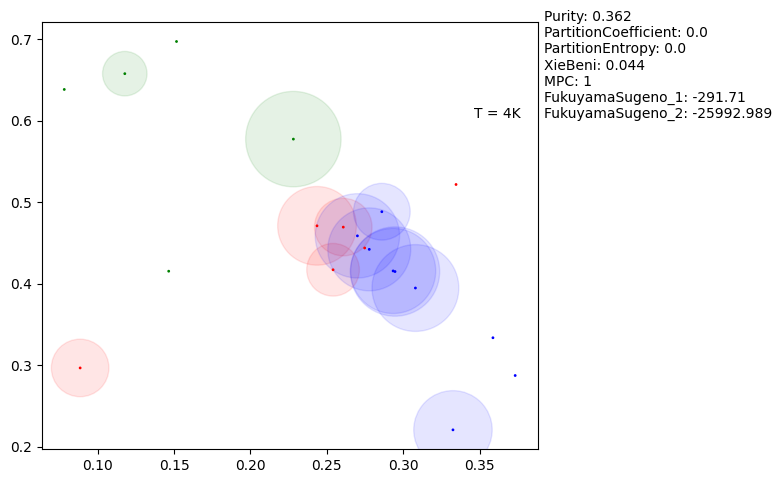 Purity: 0.362
PartitionCoefficient: 0.0
PartitionEntropy: 0.0
XieBeni: 0.044
MPC: 1
FukuyamaSugeno_1: -291.71
FukuyamaSugeno_2: -25992.989
T = 4K
0.7
0.6
0.5
0.4
0.3
0.2
0.10 0.15 0.20 0.25 0.30 0.35